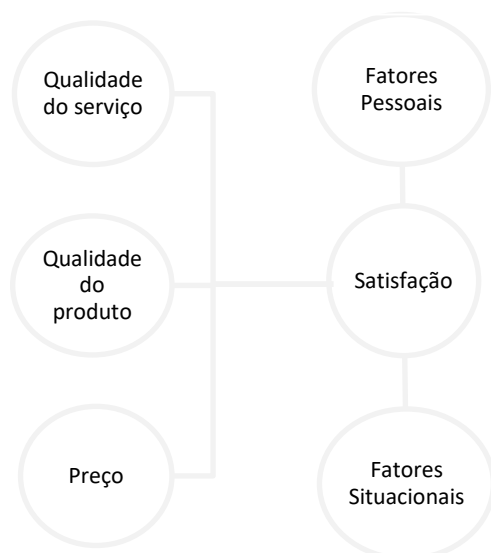 Qualidade
do serviço
Fatores
Pessoais
Qualidade
do
produto
Satisfação
Preço
Fatores
Situacionais